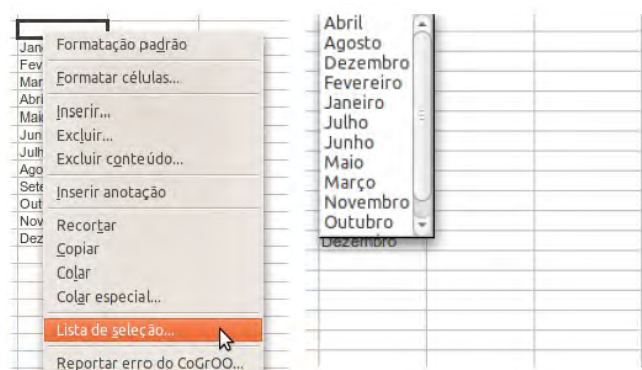 Formatação padrão
Formatar células...
Inserir...
Excluir...
Excluir conteúdo...
Inserir anotação
Recortar
Copiar
Colar
Colar especial...
Lista de seleção...
Reportar erro do CoGrOO...
Jan
Fev
Mar
Abri
Mai
Jun
Julh
Ago
Sete
Out
Nov
Dez
Abril
Agosto
Dezembro
Fevereiro
Janeiro
Julho
Junho
Maio
Março
Novembro
Outubro
Dezembro